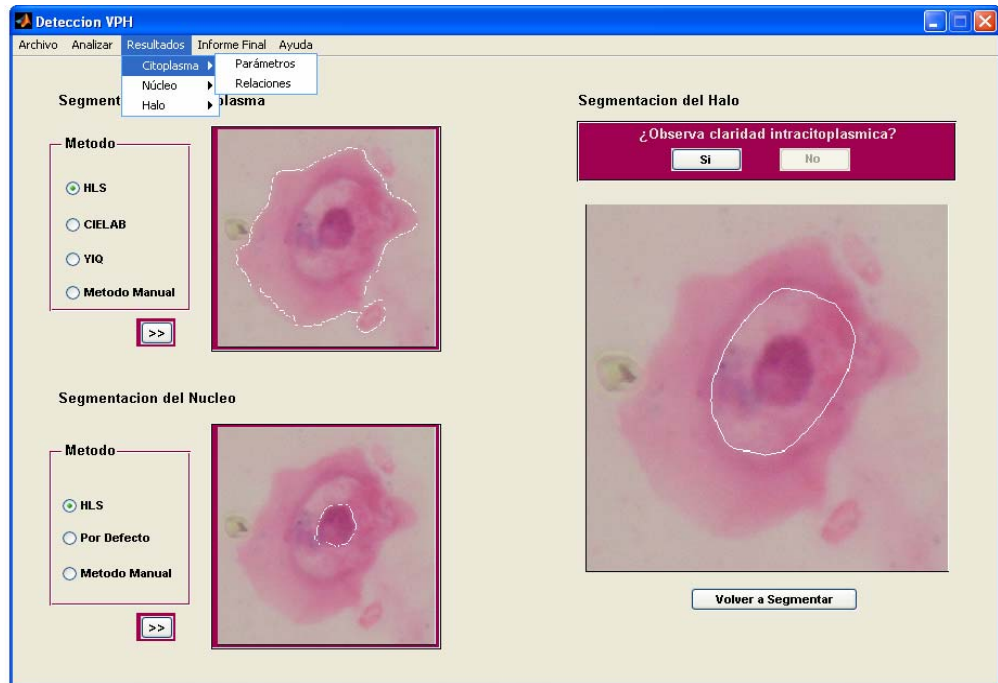 Deteccion VPH
Archivo Analizar Resultados Informe Final Ayuda
Citoplasma Parámetros
Núcleo Relaciones
Halo
Segment plasma
Metodo
HLS
CIELAB
YIQ
Metodo Manual
>>
Segmentacion del Nucleo
Metodo
HLS
Por Defecto
Metodo Manual
>>
Segmentacion del Halo
¿Observa claridad intracitoplasmica?
Si No
Volver a Segmentar